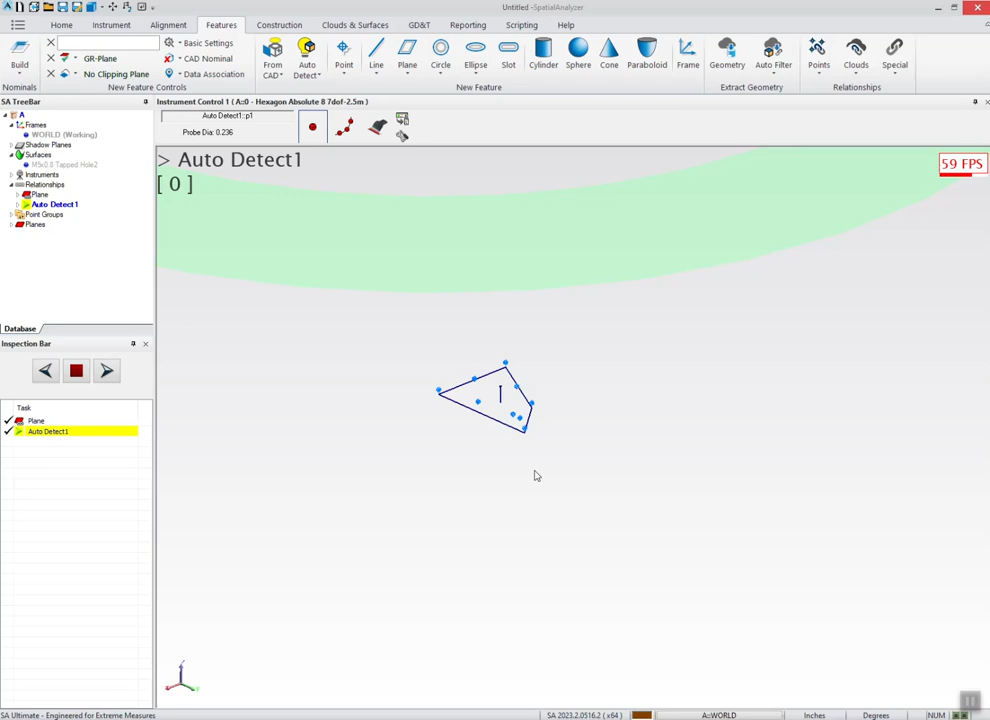 Untitled -SpatialAnalyzer
Home Instrument Alignment Features Construction Clouds & Surfaces GD&T Reporting Scripting Help
Build
GR-Plane
No Clipping Plane
Basic Settings
CAD Nominal
Data Association
From CAD
Auto Detect
Point
Line
Plane
Circle
Ellipse
Slot
Cylinder
Sphere
Cone
Paraboloid
Frame
Geometry
Auto Filter
Points
Clouds
Special
Nominals New Feature Controls New Feature Extract Geometry Relationships
SA TreeBar
Instrument Control 1 ( A::0 - Hexagon Absolute 8 7dof-2.5m )
A
Frames
WORLD (Working)
Shadow Planes
Surfaces
M5x0.8 Tapped Hole2
Instruments
Relationships
Plane
Auto Detect1
Point Groups
Planes
Auto Detect1::p1
Probe Dia: 0.236
> Auto Detect1
[ 0 ]
59 FPS
Database
Inspection Bar
Task
Plane
Auto Detect1
SA Ultimate - Engineered for Extreme Measures
SA 2023.2.0516.2 ( x64 )
A::WORLD
Inches
Degrees
NUM